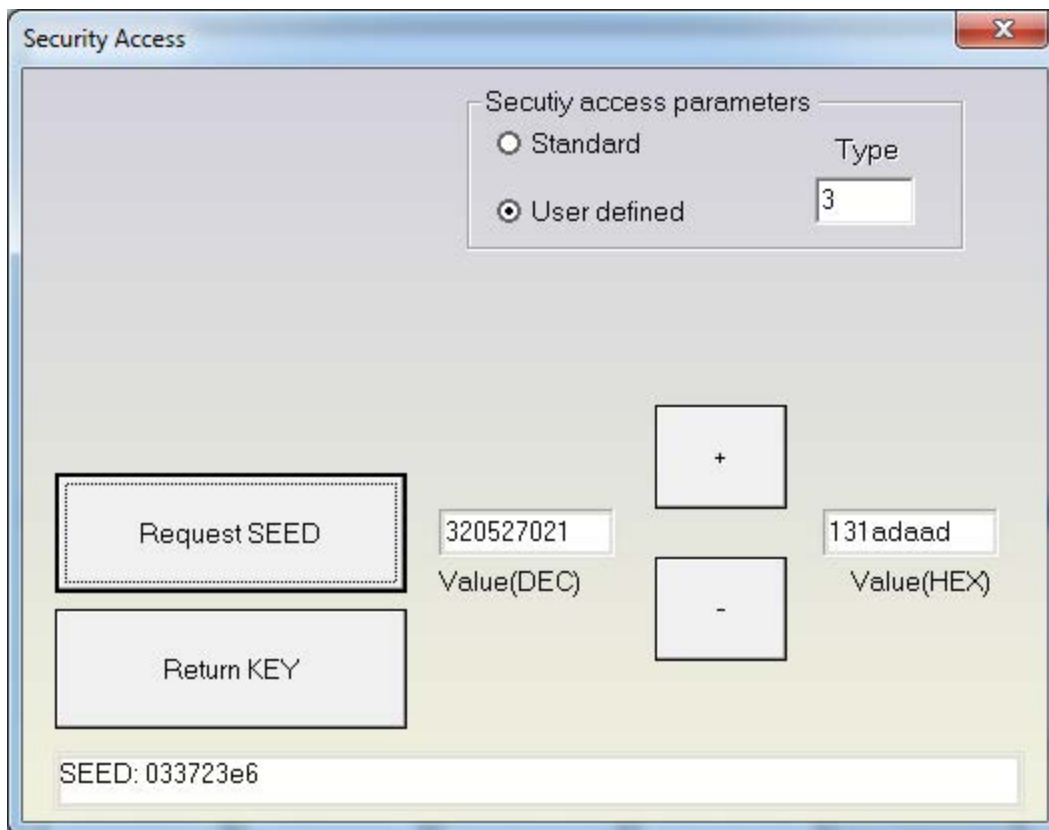 Security Access
Secutiy access parameters
Standard
Type
User defined
3
+
Request SEED
320527021
131adaad
Value(DEC)
Value(HEX)
-
Return KEY
SEED: 033723e6